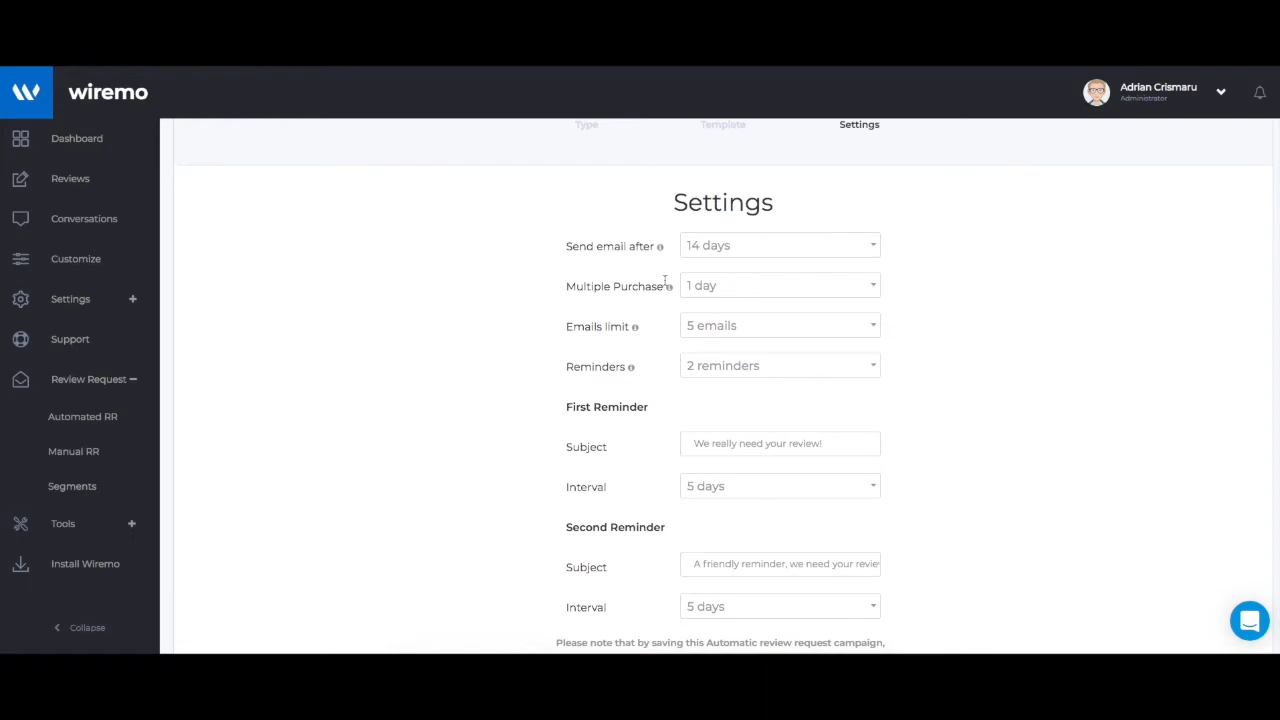 wiremo
Adrian Crismaru
Administrator
Dashboard
Reviews
Conversations
Customize
Settings +
Support
Review Request –
Automated RR
Manual RR
Segments
Tools +
Install Wiremo
Collapse
Type Template Settings
Settings
Send email after 14 days
Multiple Purchase 1 day
Emails limit 5 emails
Reminders 2 reminders
First Reminder
Subject We really need your review!
Interval 5 days
Second Reminder
Subject A friendly reminder, we need your revie
Interval 5 days
Please note that by saving this Automatic review request campaign,